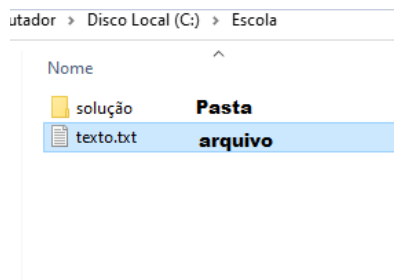 utador > Disco Local (C:) > Escola
Nome
solução Pasta
texto.txt arquivo